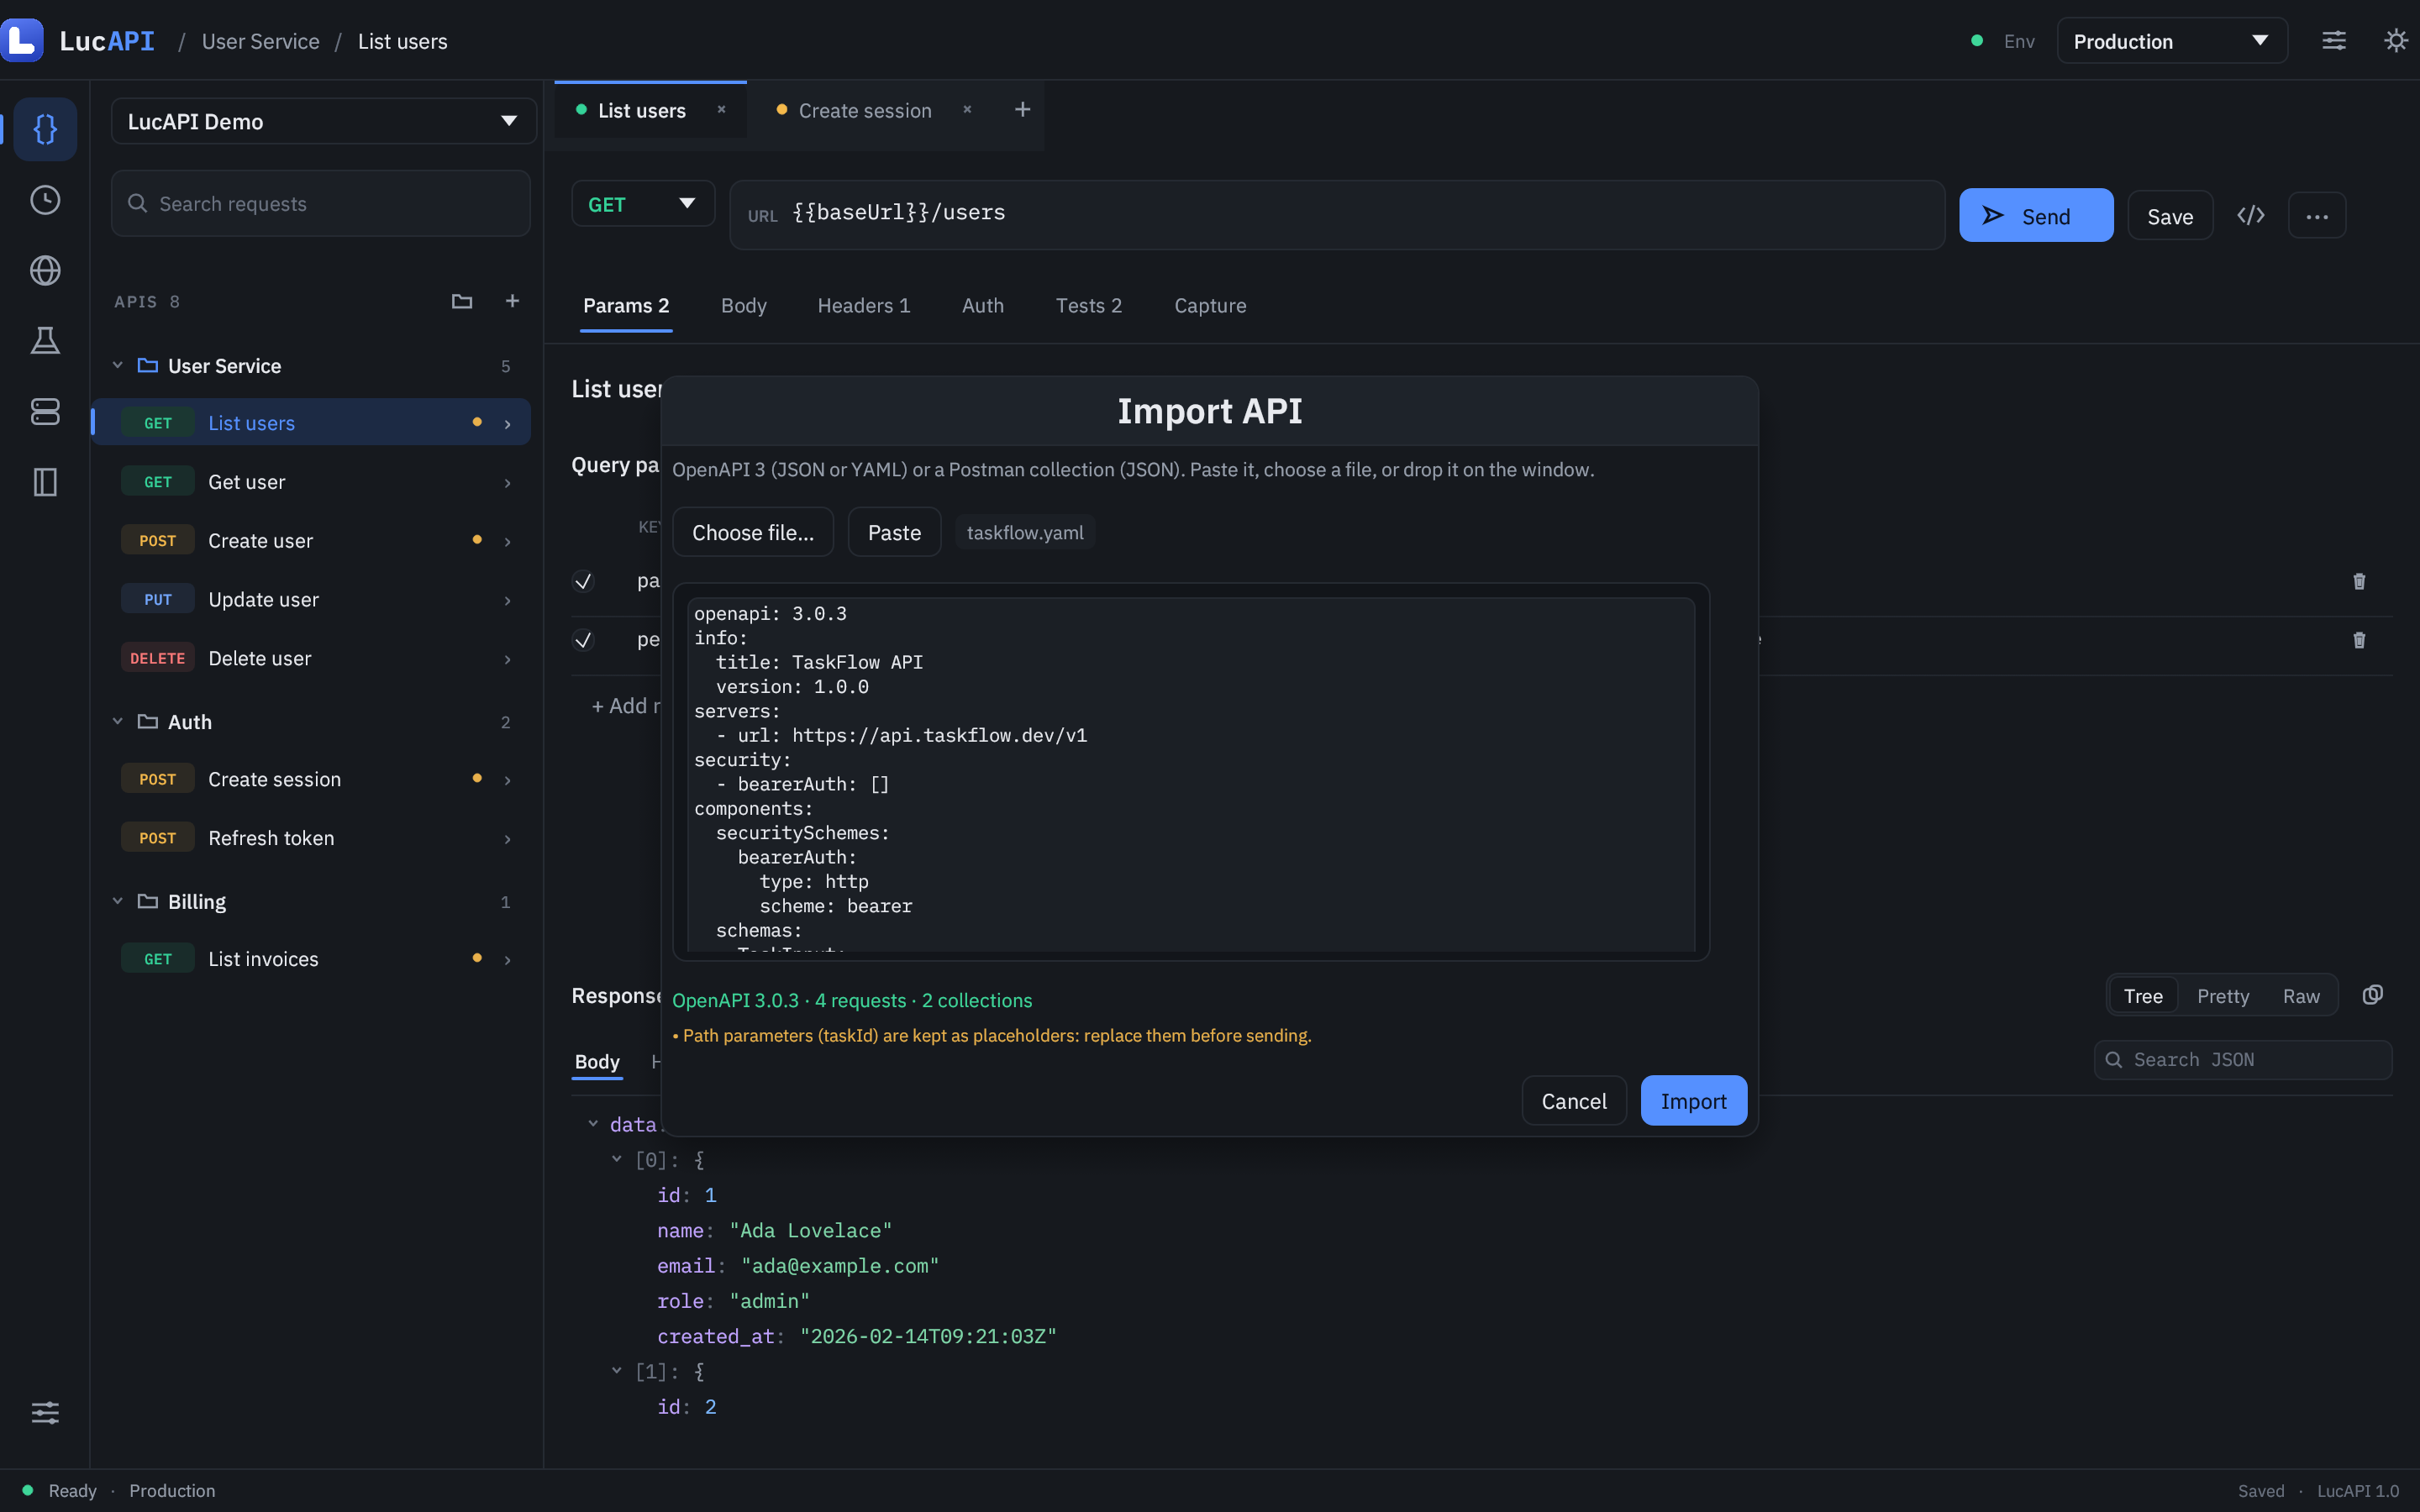 LucAPI / User Service / List users
Env Production
LucAPI Demo
Search requests
APIS 8
User Service 5
GET List users
GET Get user
POST Create user
PUT Update user
DELETE Delete user
Auth 2
POST Create session
POST Refresh token
Billing 1
GET List invoices
List users × Create session × +
GET URL {{baseUrl}}/users Send Save </> ...
Params 2 Body Headers 1 Auth Tests 2 Capture
List user
Query pa
KEY
pa
pe
+ Add r
Import API
OpenAPI 3 (JSON or YAML) or a Postman collection (JSON). Paste it, choose a file, or drop it on the window.
Choose file... Paste taskflow.yaml
openapi: 3.0.3
info:
  title: TaskFlow API
  version: 1.0.0
servers:
  - url: https://api.taskflow.dev/v1
security:
  - bearerAuth: []
components:
  securitySchemes:
    bearerAuth:
      type: http
      scheme: bearer
  schemas:
    TaskInput:
OpenAPI 3.0.3 · 4 requests · 2 collections
• Path parameters (taskId) are kept as placeholders: replace them before sending.
Cancel Import
Response
Tree Pretty Raw
Body H
Search JSON
data:
[0]: {
id: 1
name: "Ada Lovelace"
email: "ada@example.com"
role: "admin"
created_at: "2026-02-14T09:21:03Z"
[1]: {
id: 2
Ready · Production
Saved · LucAPI 1.0